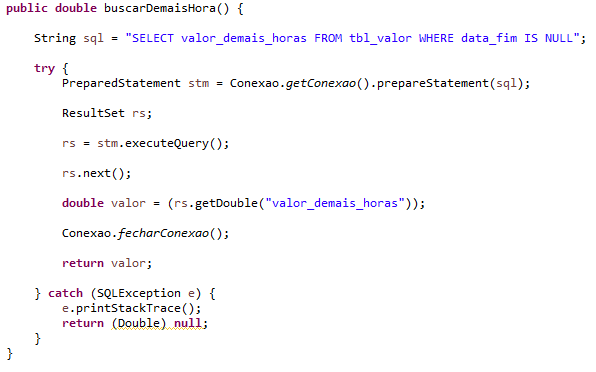 public double buscarDemaisHora() {
String sql = "SELECT valor_demais_horas FROM tbl_valor WHERE data_fim IS NULL";
try {
PreparedStatement stm = Conexao.getConexao().prepareStatement(sql);
ResultSet rs;
rs = stm.executeQuery();
rs.next();
double valor = (rs.getDouble("valor_demais_horas"));
Conexao.fecharConexao();
return valor;
} catch (SQLException e) {
e.printStackTrace();
return (Double) null;
}
}